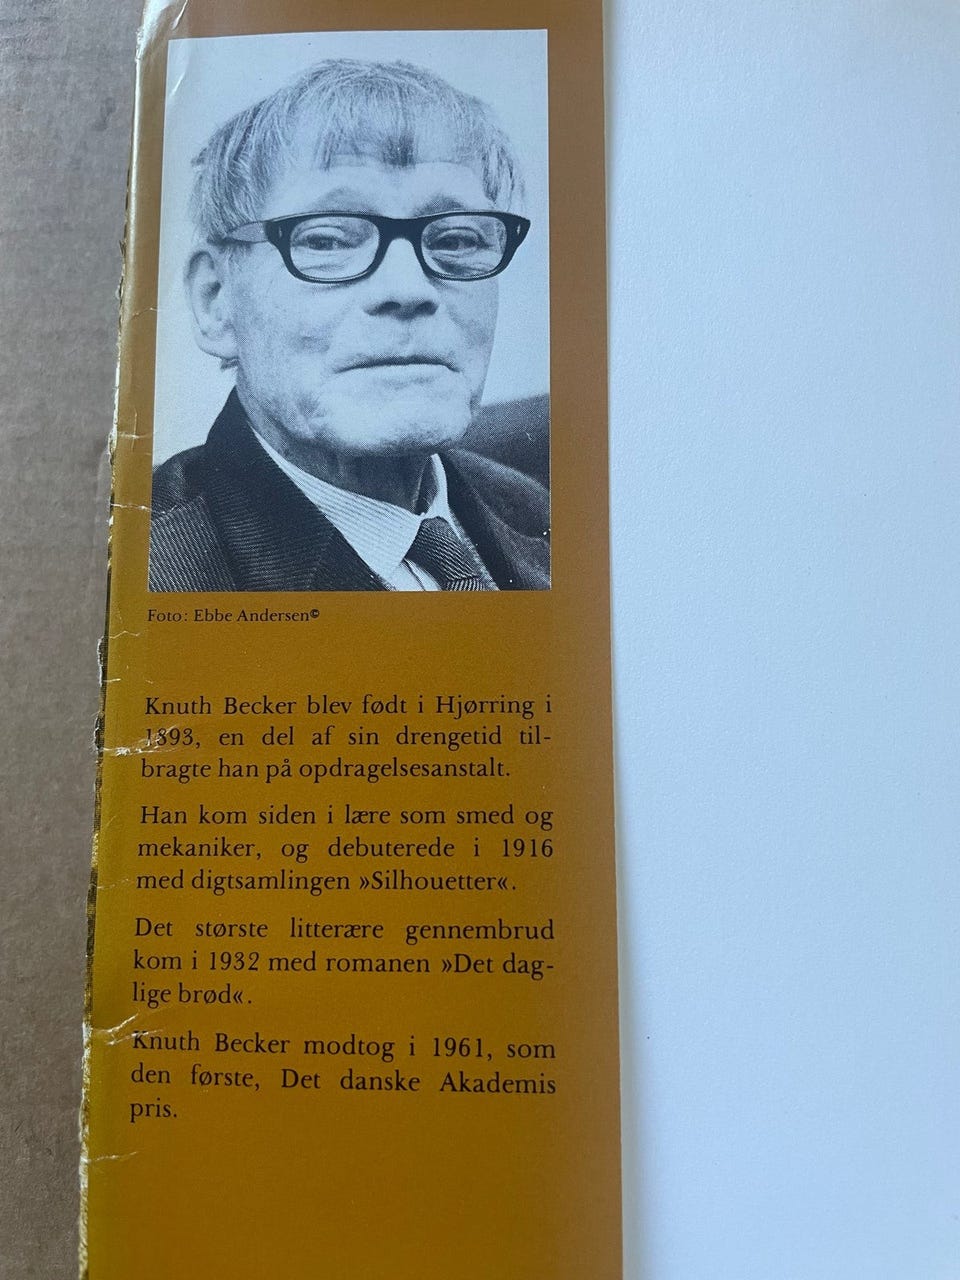 Foto: Ebbe Andersen©
Knuth Becker blev født i Hjørring i
1893, en del af sin drengetid til-
bragte han på opdragelsesanstalt.
Han kom siden i lære som smed og
mekaniker, og debuterede i 1916
med digtsamlingen »Silhouetter«.
Det største litterære gennembrud
kom i 1932 med romanen »Det dag-
lige brød«.
Knuth Becker modtog i 1961, som
den første, Det danske Akademis
pris.